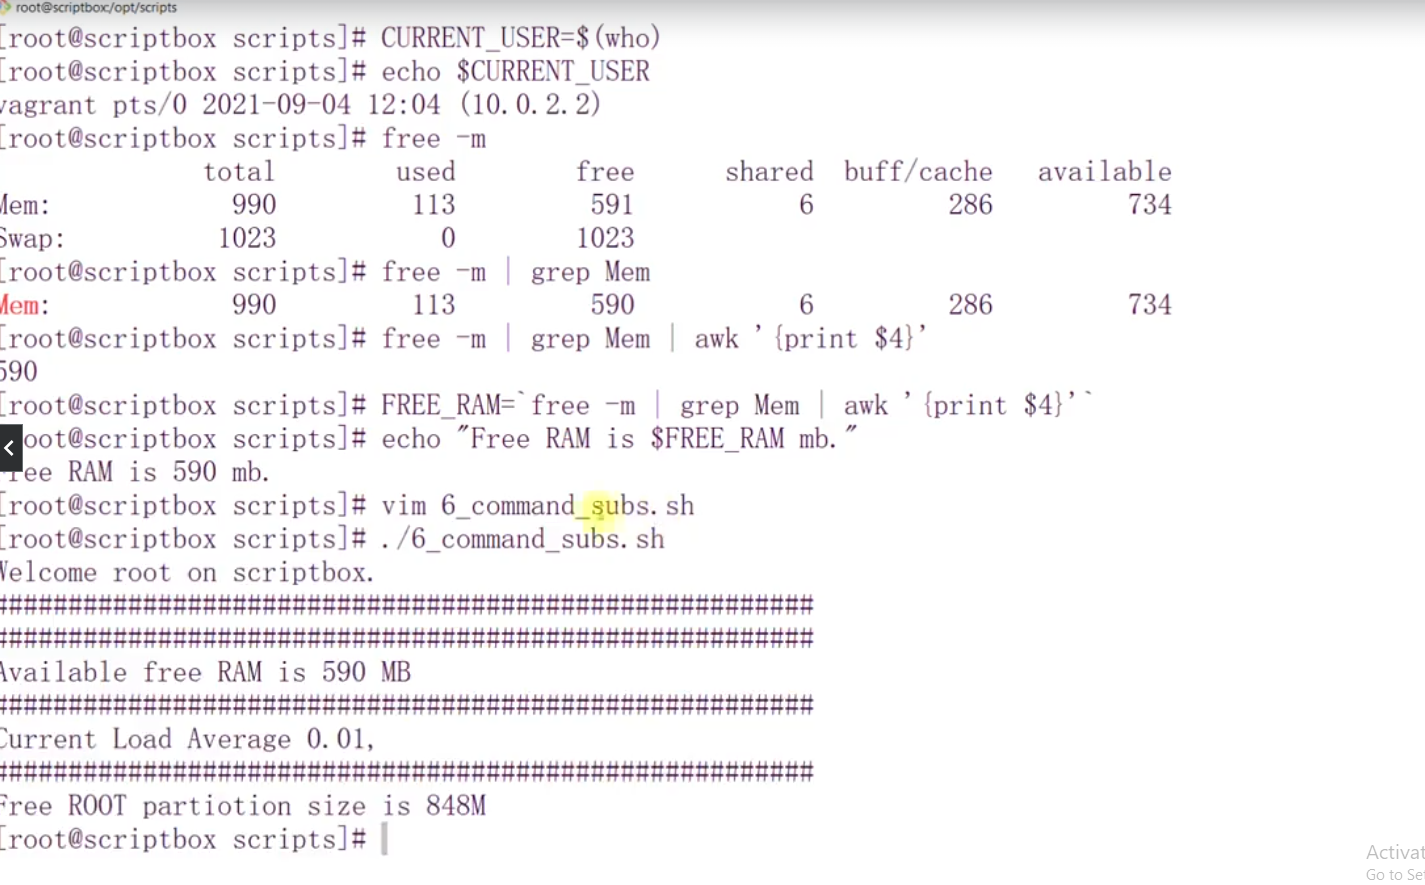 root@scriptbox:/opt/scripts
[root@scriptbox scripts]# CURRENT_USER=$(who)
[root@scriptbox scripts]# echo $CURRENT_USER
vagrant pts/0 2021-09-04 12:04 (10.0.2.2)
[root@scriptbox scripts]# free -m
total used free shared buff/cache available
Mem: 990 113 591 6 286 734
Swap: 1023 0 1023
[root@scriptbox scripts]# free -m | grep Mem
Mem: 990 113 590 6 286 734
[root@scriptbox scripts]# free -m | grep Mem | awk '{print $4}'
590
[root@scriptbox scripts]# FREE_RAM=`free -m | grep Mem | awk '{print $4}'`
[root@scriptbox scripts]# echo "Free RAM is $FREE_RAM mb."
Free RAM is 590 mb.
[root@scriptbox scripts]# vim 6_command_subs.sh
[root@scriptbox scripts]# ./6_command_subs.sh
Welcome root on scriptbox.
#######################################################
#######################################################
Available free RAM is 590 MB
#######################################################
Current Load Average 0.01,
#######################################################
Free ROOT partiotion size is 848M
[root@scriptbox scripts]#
Activat
Go to Se